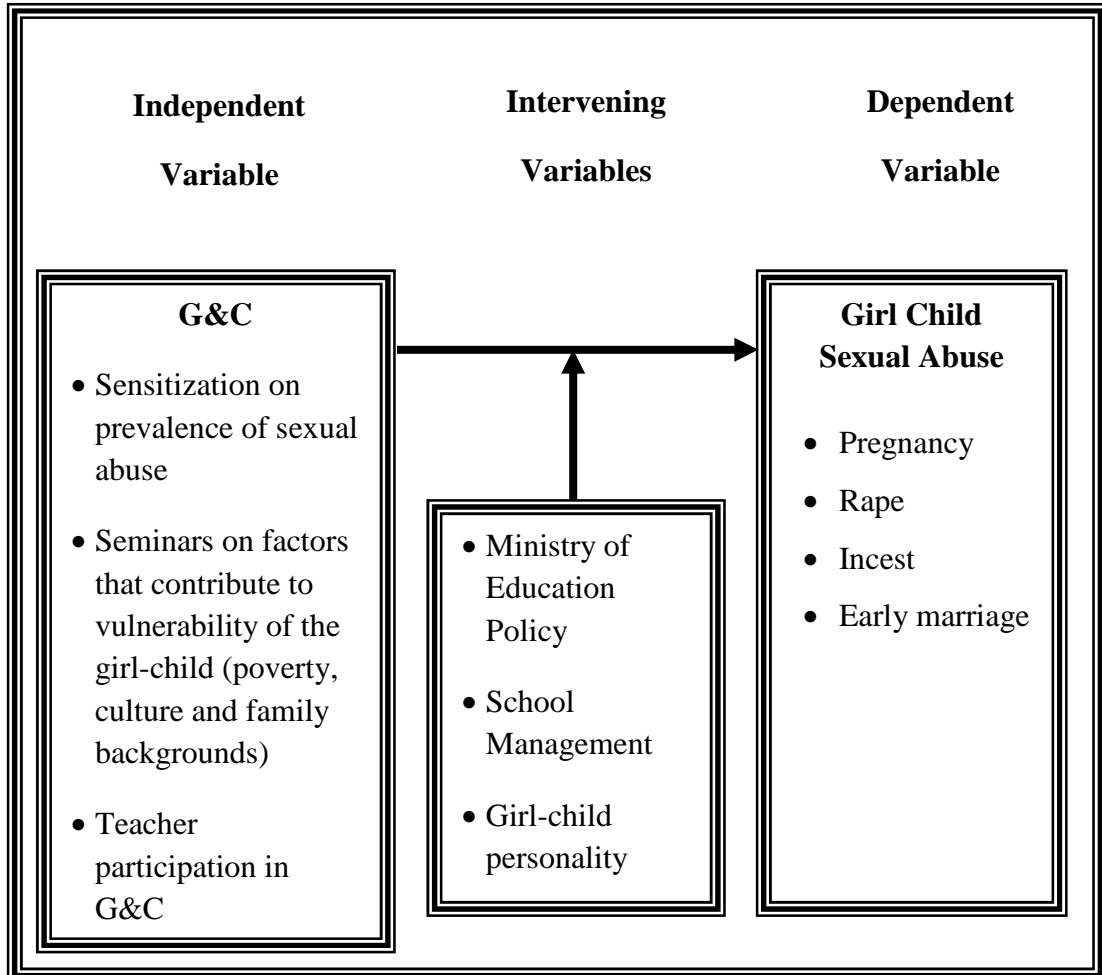 Independent
Variable
Intervening
Variables
Dependent
Variable
G&C
• Sensitization on
prevalence of sexual
abuse
• Seminars on factors
that contribute to
vulnerability of the
girl-child (poverty,
culture and family
backgrounds)
• Teacher
participation in
G&C
• Ministry of
Education
Policy
• School
Management
• Girl-child
personality
Girl Child
Sexual Abuse
• Pregnancy
• Rape
• Incest
• Early marriage